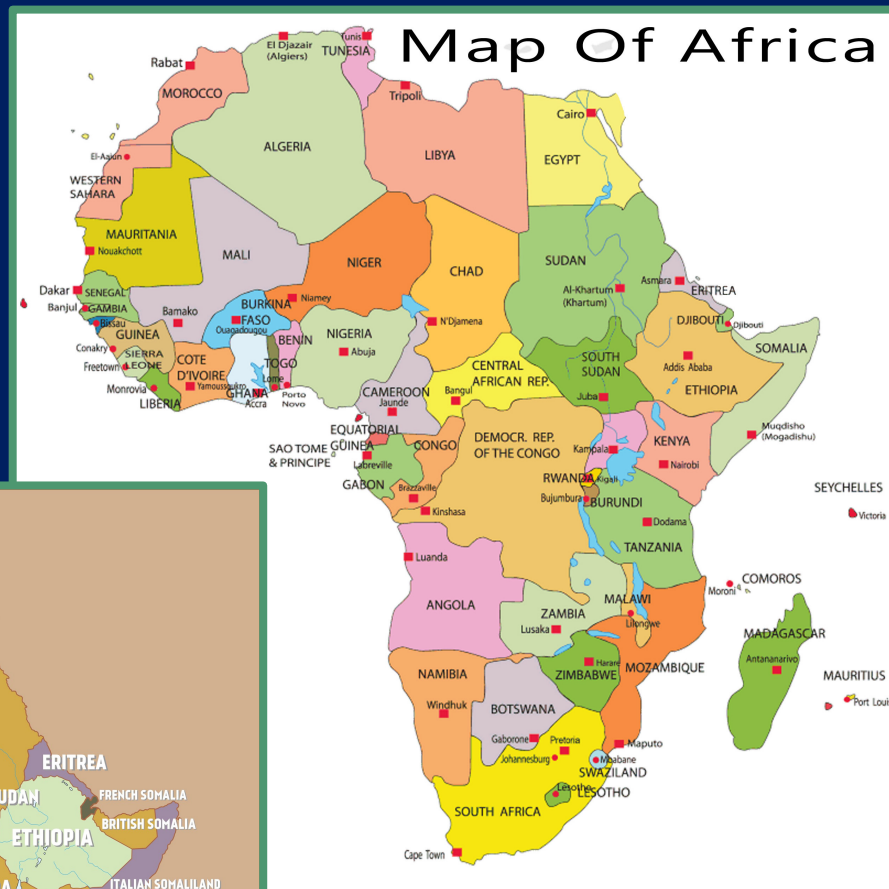 Map Of Africa
Tunis
El Djazair
(Algiers)
TUNISIA
Rabat
MOROCCO
Tripoli
Cairo
ALGERIA
LIBYA
EGYPT
El-Aaiun
WESTERN
SAHARA
MAURITANIA
Nouakchott
MALI
NIGER
CHAD
SUDAN
Al-Khartum
(Khartum)
Asmara
ERITREA
Dakar
SENEGAL
Banjul
GAMBIA
Bissau
Bamako
BURKINA
FASO
Ouagadougou
Niamey
N'Djamena
DJIBOUTI
Djibouti
GUINEA
Conakry
SIERRA
LEONE
Freetown
COTE
D'IVOIRE
Yamoussoukro
Monrovia
LIBERIA
GHANA
Accra
TOGO
Lome
BENIN
Porto
Novo
NIGERIA
Abuja
SOMALIA
SOUTH
SUDAN
Juba
Addis Ababa
ETHIOPIA
CENTRAL
AFRICAN REP.
Bangui
CAMEROON
Jaunde
EQUATORIAL
GUINEA
SAO TOME
& PRINCIPE
Labreville
GABON
CONGO
Brazzaville
Kinshasa
DEMOCR. REP.
OF THE CONGO
Kampala
KENYA
Nairobi
Muqdisho
(Mogadishu)
RWANDA
Kigali
Bujumbura
BURUNDI
Dodama
TANZANIA
SEYCHELLES
Victoria
Luanda
ANGOLA
ZAMBIA
Lusaka
MALAWI
Lilongwe
COMOROS
Moroni
MADAGASCAR
Antananarivo
NAMIBIA
Windhuk
Harare
ZIMBABWE
MOZAMBIQUE
MAURITIUS
Port Loui
BOTSWANA
Gaborone
Pretoria
Johannesburg
Maputo
Mbabane
SWAZILAND
Lesotho
LESOTHO
SOUTH AFRICA
Cape Town
ERITREA
UDAN
FRENCH SOMALIA
BRITISH SOMALIA
ETHIOPIA
ITALIAN SOMALILAND